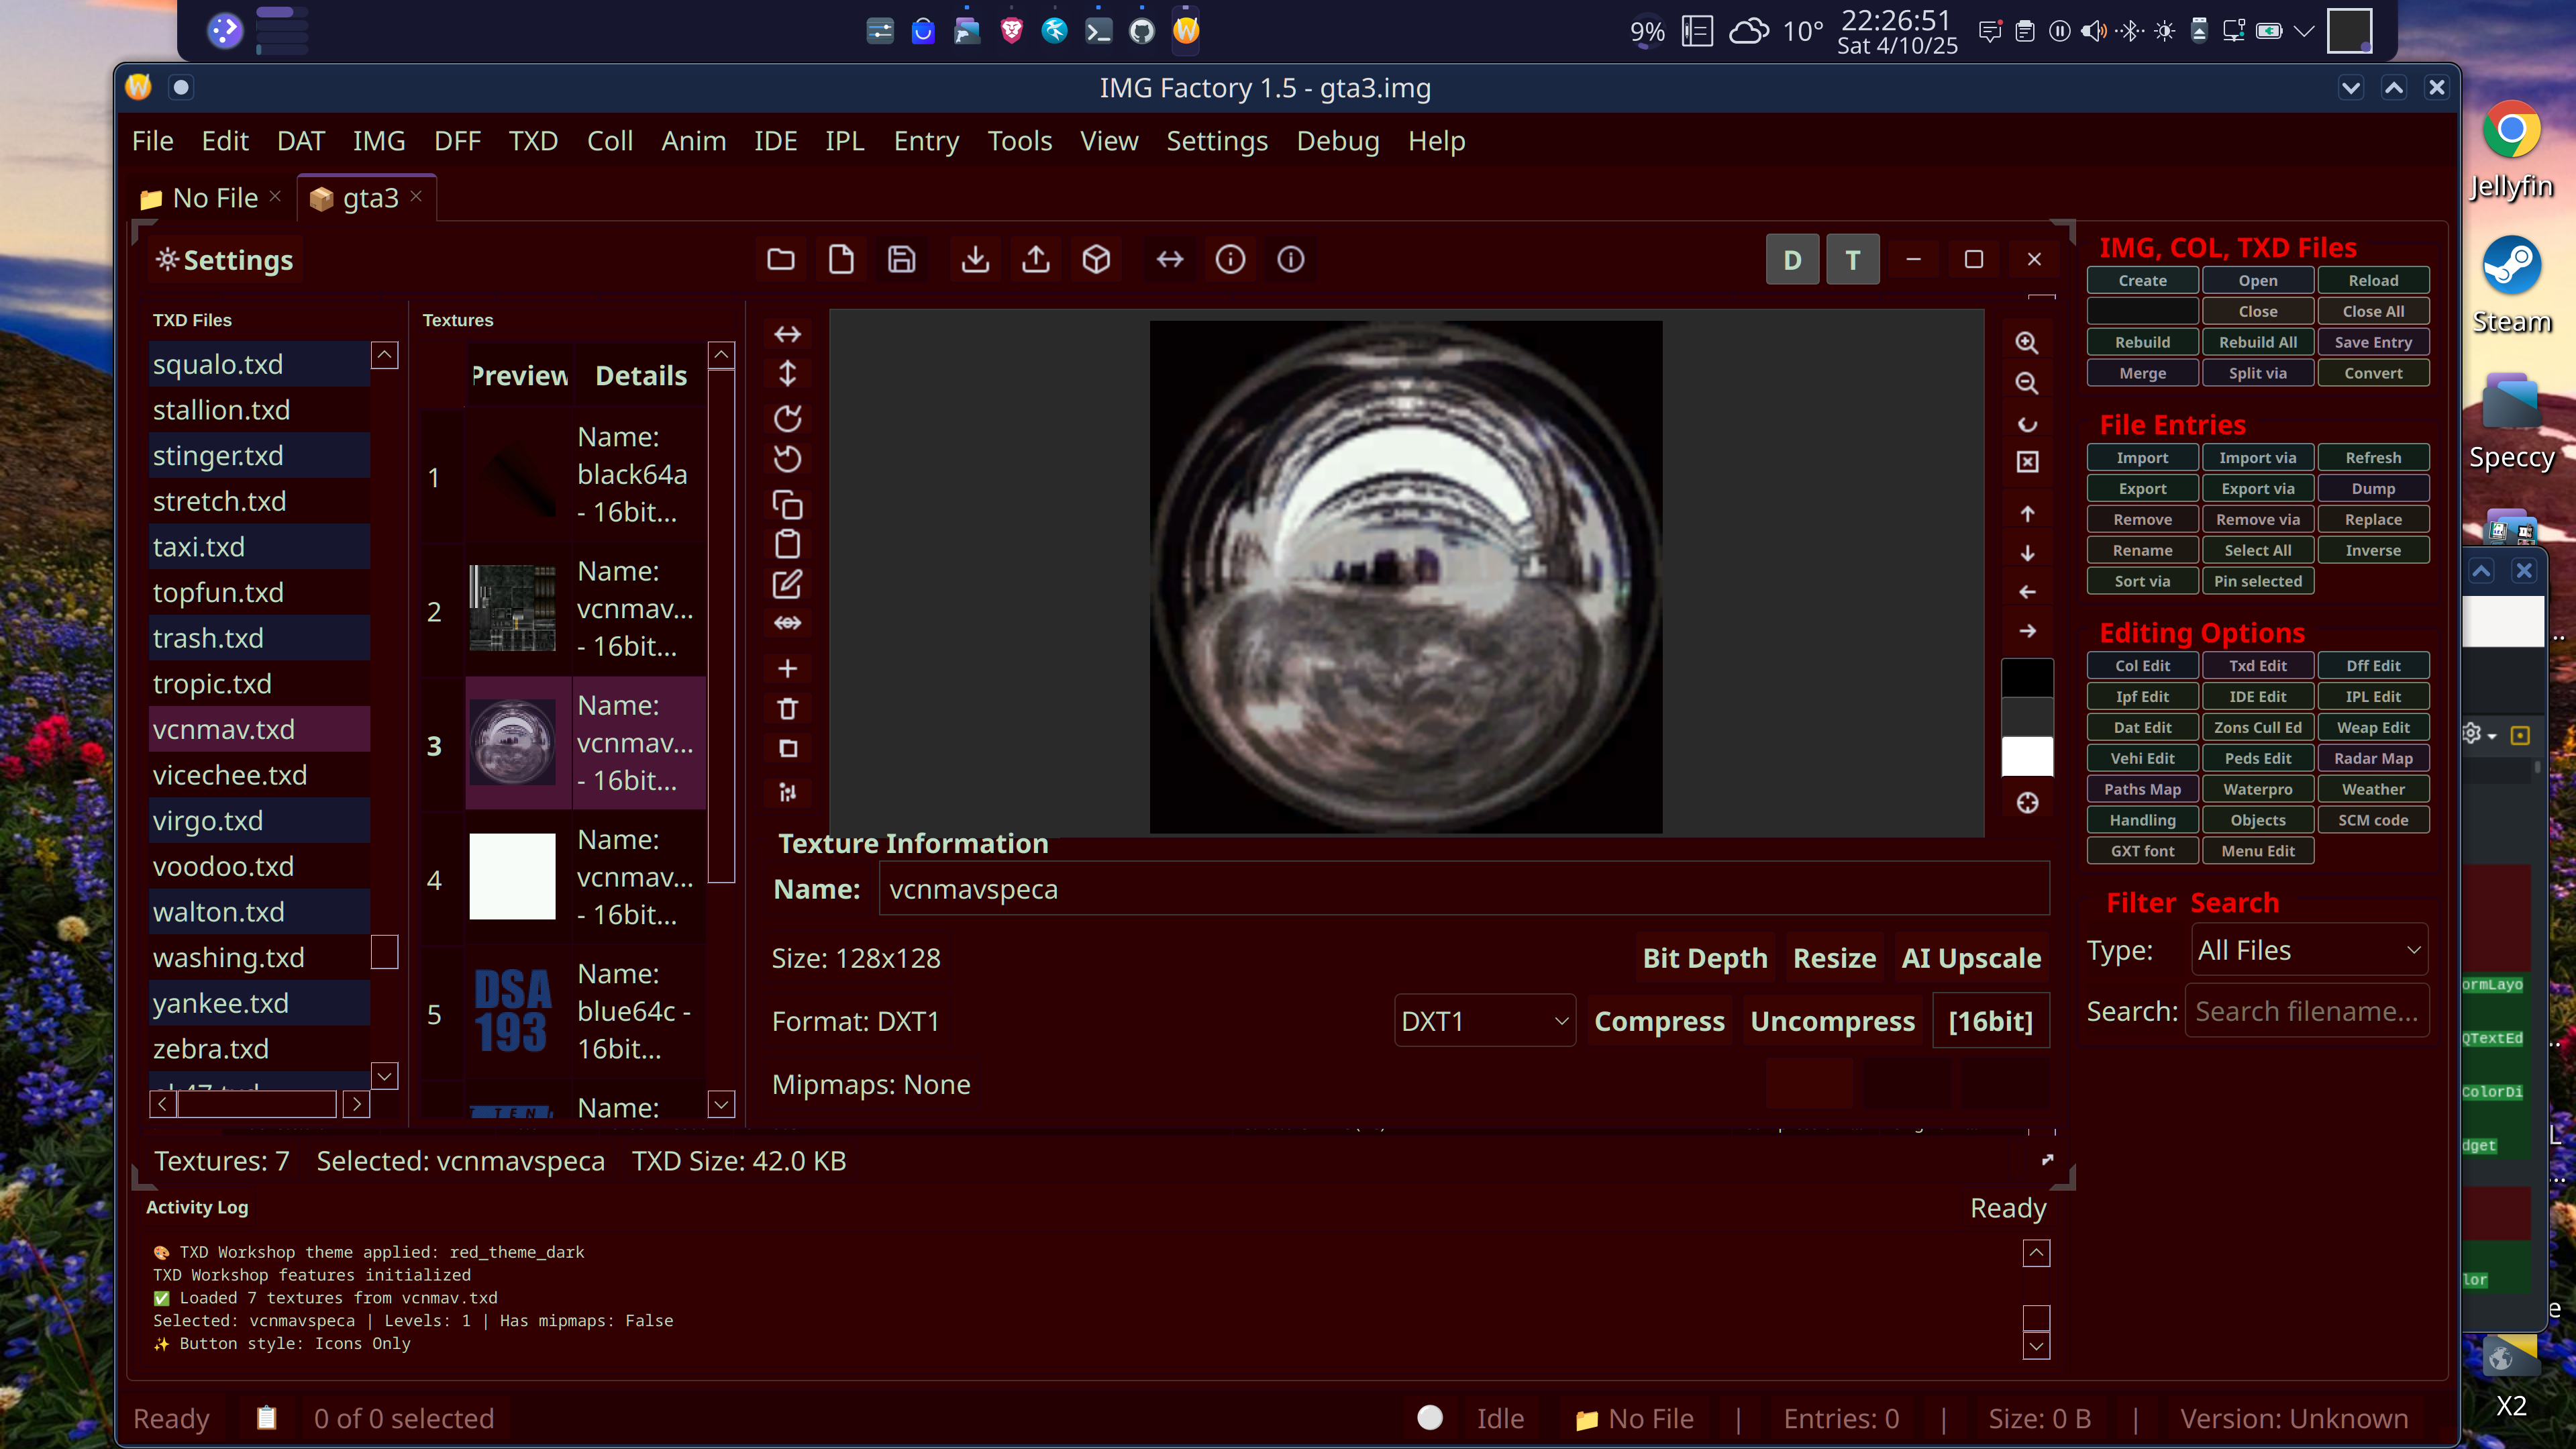 9%
10°
22:26:51
Sat 4/10/25
IMG Factory 1.5 - gta3.img
File Edit DAT IMG DFF TXD Coll Anim IDE IPL Entry Tools View Settings Debug Help
No File
gta3
Settings
D T
TXD Files
squalo.txd
stallion.txd
stinger.txd
stretch.txd
taxi.txd
topfun.txd
trash.txd
tropic.txd
vcnmav.txd
vicechee.txd
virgo.txd
voodoo.txd
walton.txd
washing.txd
yankee.txd
zebra.txd
Textures
Preview Details
1
Name:
black64a
- 16bit...
2
Name:
vcnmav...
- 16bit...
3
Name:
vcnmav...
- 16bit...
4
Name:
vcnmav...
- 16bit...
5
DSA
193
Name:
blue64c -
16bit...
Name:
Texture Information
Name: vcnmavspeca
Size: 128x128
Bit Depth Resize AI Upscale
Format: DXT1
DXT1 Compress Uncompress [16bit]
Mipmaps: None
Textures: 7 Selected: vcnmavspeca TXD Size: 42.0 KB
Activity Log
Ready
TXD Workshop theme applied: red_theme_dark
TXD Workshop features initialized
Loaded 7 textures from vcnmav.txd
Selected: vcnmavspeca | Levels: 1 | Has mipmaps: False
Button style: Icons Only
IMG, COL, TXD Files
Create Open Reload
Close Close All
Rebuild Rebuild All Save Entry
Merge Split via Convert
File Entries
Import Import via Refresh
Export Export via Dump
Remove Remove via Replace
Rename Select All Inverse
Sort via Pin selected
Editing Options
Col Edit Txd Edit Dff Edit
Ipf Edit IDE Edit IPL Edit
Dat Edit Zons Cull Ed Weap Edit
Vehi Edit Peds Edit Radar Map
Paths Map Waterpro Weather
Handling Objects SCM code
GXT font Menu Edit
Filter Search
Type: All Files
Search: Search filename...
Ready
0 of 0 selected
Idle
No File | Entries: 0 | Size: 0 B | Version: Unknown
Jellyfin
Steam
Speccy
ormLayo
QTextEd
ColorDi
dget
lor
X2